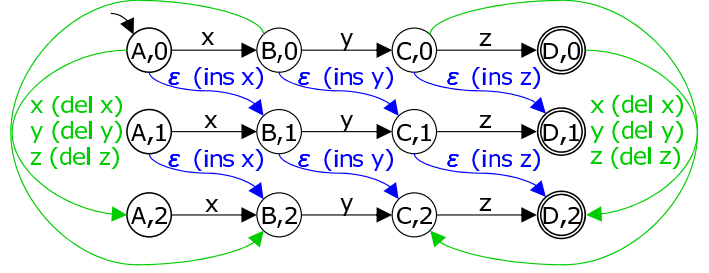 A,0 x B,0 y C,0 z D,0
ε (ins x) ε (ins y) ε (ins z)
x (del x) x (del x)
y (del y) y (del y)
z (del z) z (del z)
A,1 x B,1 y C,1 z D,1
ε (ins x) ε (ins y) ε (ins z)
A,2 x B,2 y C,2 z D,2